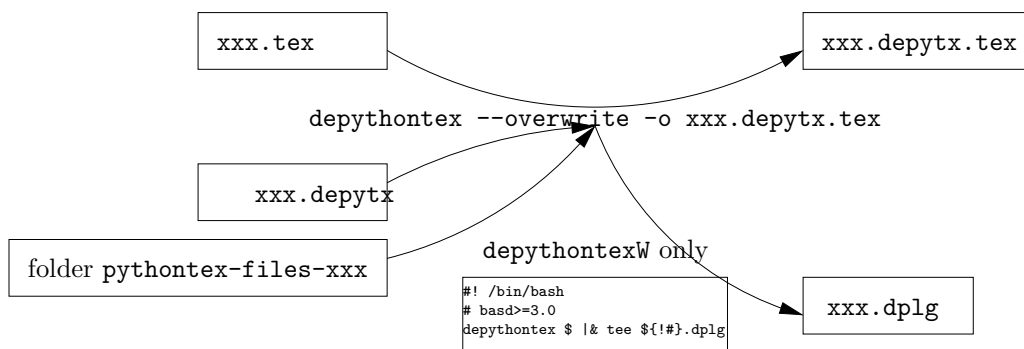 xxx.tex
xxx.depytx.tex
depythontex --overwrite -o xxx.depytx.tex
xxx.depytx
folder pythontex-files-xxx
depythontexW only
#! /bin/bash
# basd>=3.0
depythontex $ |& tee ${!#}.dplg
xxx.dplg